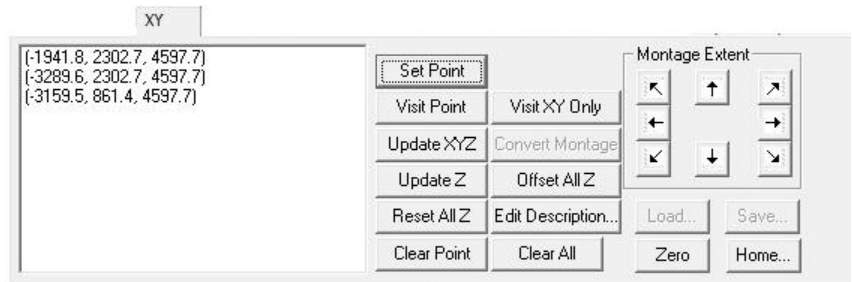 XY
(-1941.8, 2302.7, 4597.7)
(-3289.6, 2302.7, 4597.7)
(-3159.5, 861.4, 4597.7)
Set Point
Visit Point
Visit XY Only
Update XYZ
Convert Montage
Update Z
Offset All Z
Reset All Z
Edit Description...
Clear Point
Clear All
Montage Extent
Load...
Save...
Zero
Home...